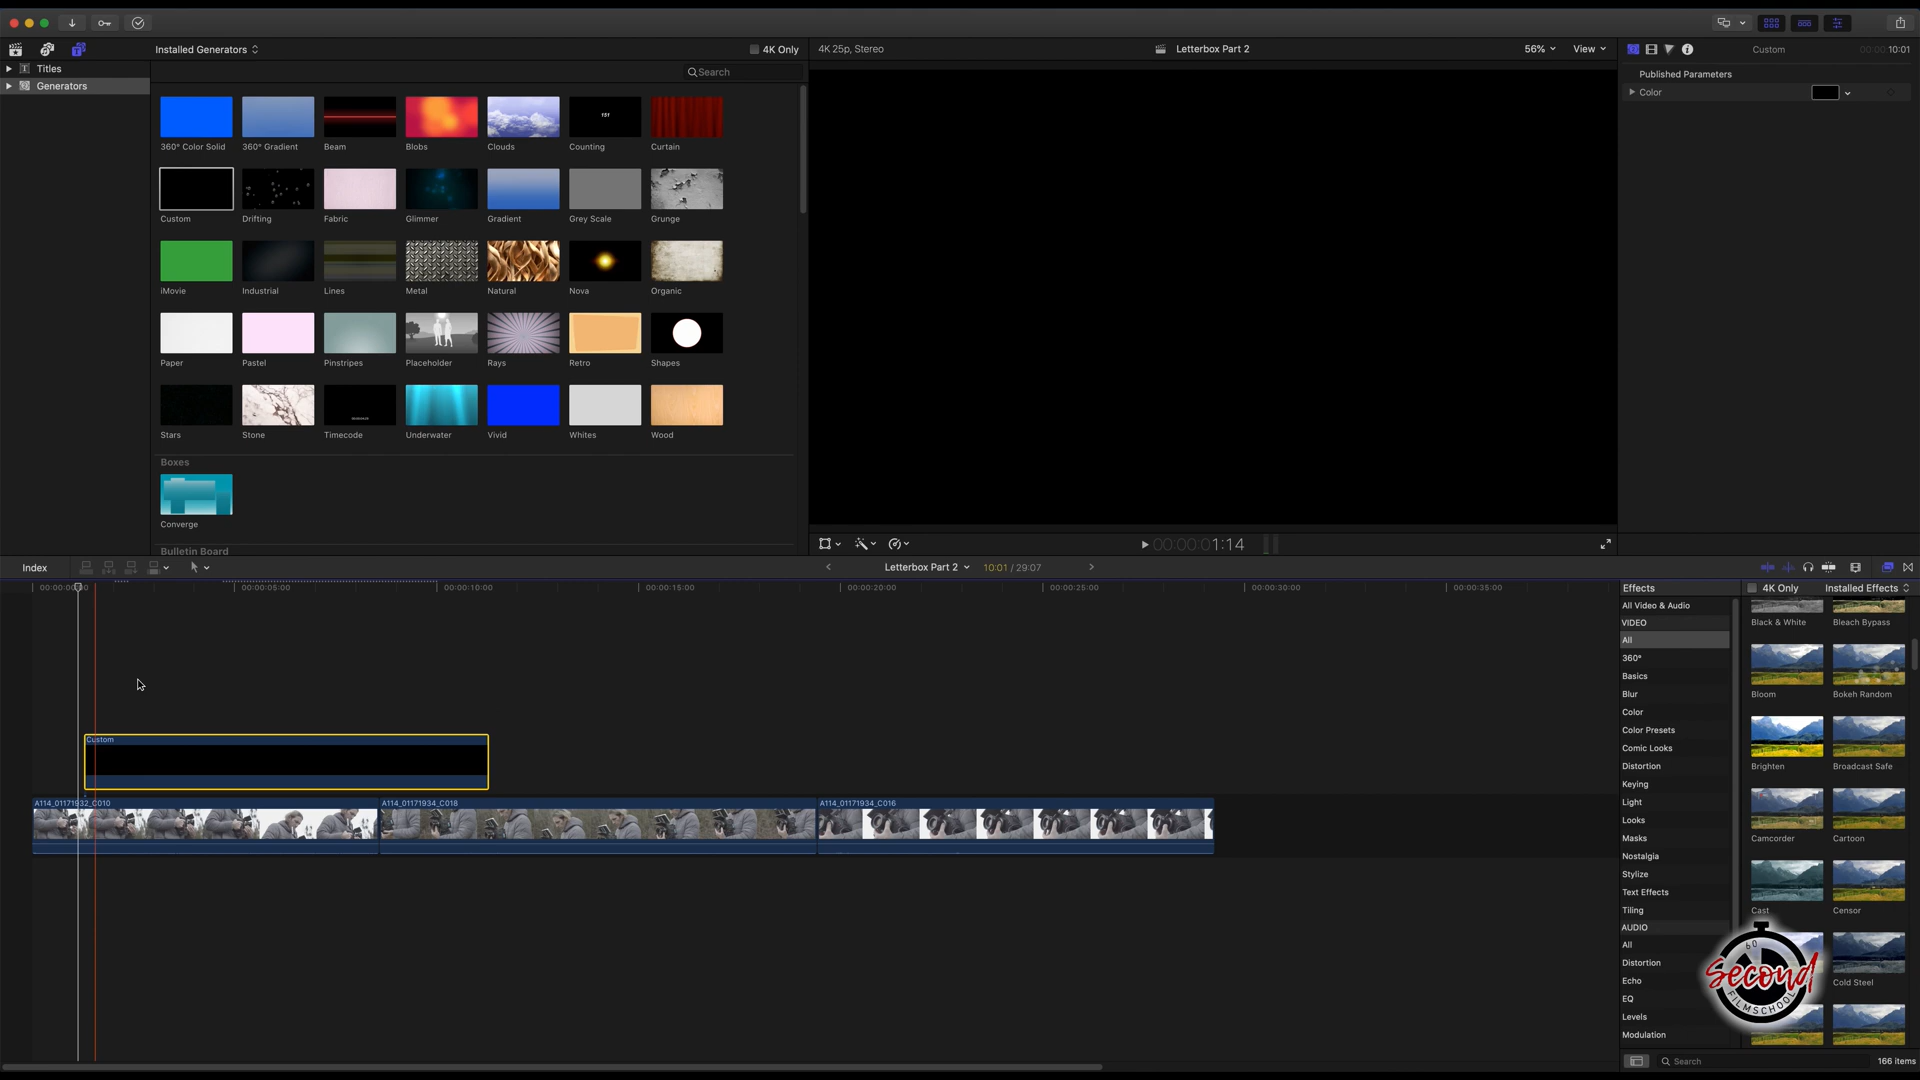 Installed Generators
4K Only
4K 25p, Stereo
Letterbox Part 2
56%
View
Custom
10:01
Titles
Generators
Search
Published Parameters
Color
360° Color Solid
360° Gradient
Beam
Blobs
Clouds
Counting
Curtain
Custom
Drifting
Fabric
Glimmer
Gradient
Grey Scale
Grunge
iMovie
Industrial
Lines
Metal
Natural
Nova
Organic
Paper
Pastel
Pinstripes
Placeholder
Rays
Retro
Shapes
Stars
Stone
Timecode
Underwater
Vivid
Whites
Wood
Boxes
Converge
Bulletin Board
00:00:01:14
Index
Letterbox Part 2
10:01 / 29:07
00:00:05:00
00:00:10:00
00:00:15:00
00:00:20:00
00:00:25:00
00:00:30:00
00:00:35:00
Custom
A114_01171932_C010
A114_01171934_C018
A114_01171934_C016
Effects
4K Only
Installed Effects
All Video & Audio
VIDEO
All
360°
Basics
Blur
Color
Color Presets
Comic Looks
Distortion
Keying
Light
Looks
Masks
Nostalgia
Stylize
Text Effects
Tiling
AUDIO
All
Distortion
Echo
EQ
Levels
Modulation
Black & White
Bleach Bypass
Bloom
Bokeh Random
Brighten
Broadcast Safe
Camcorder
Cartoon
Cast
Censor
Cold Steel
60
Second
FILMSCHOOL
Search
166 items